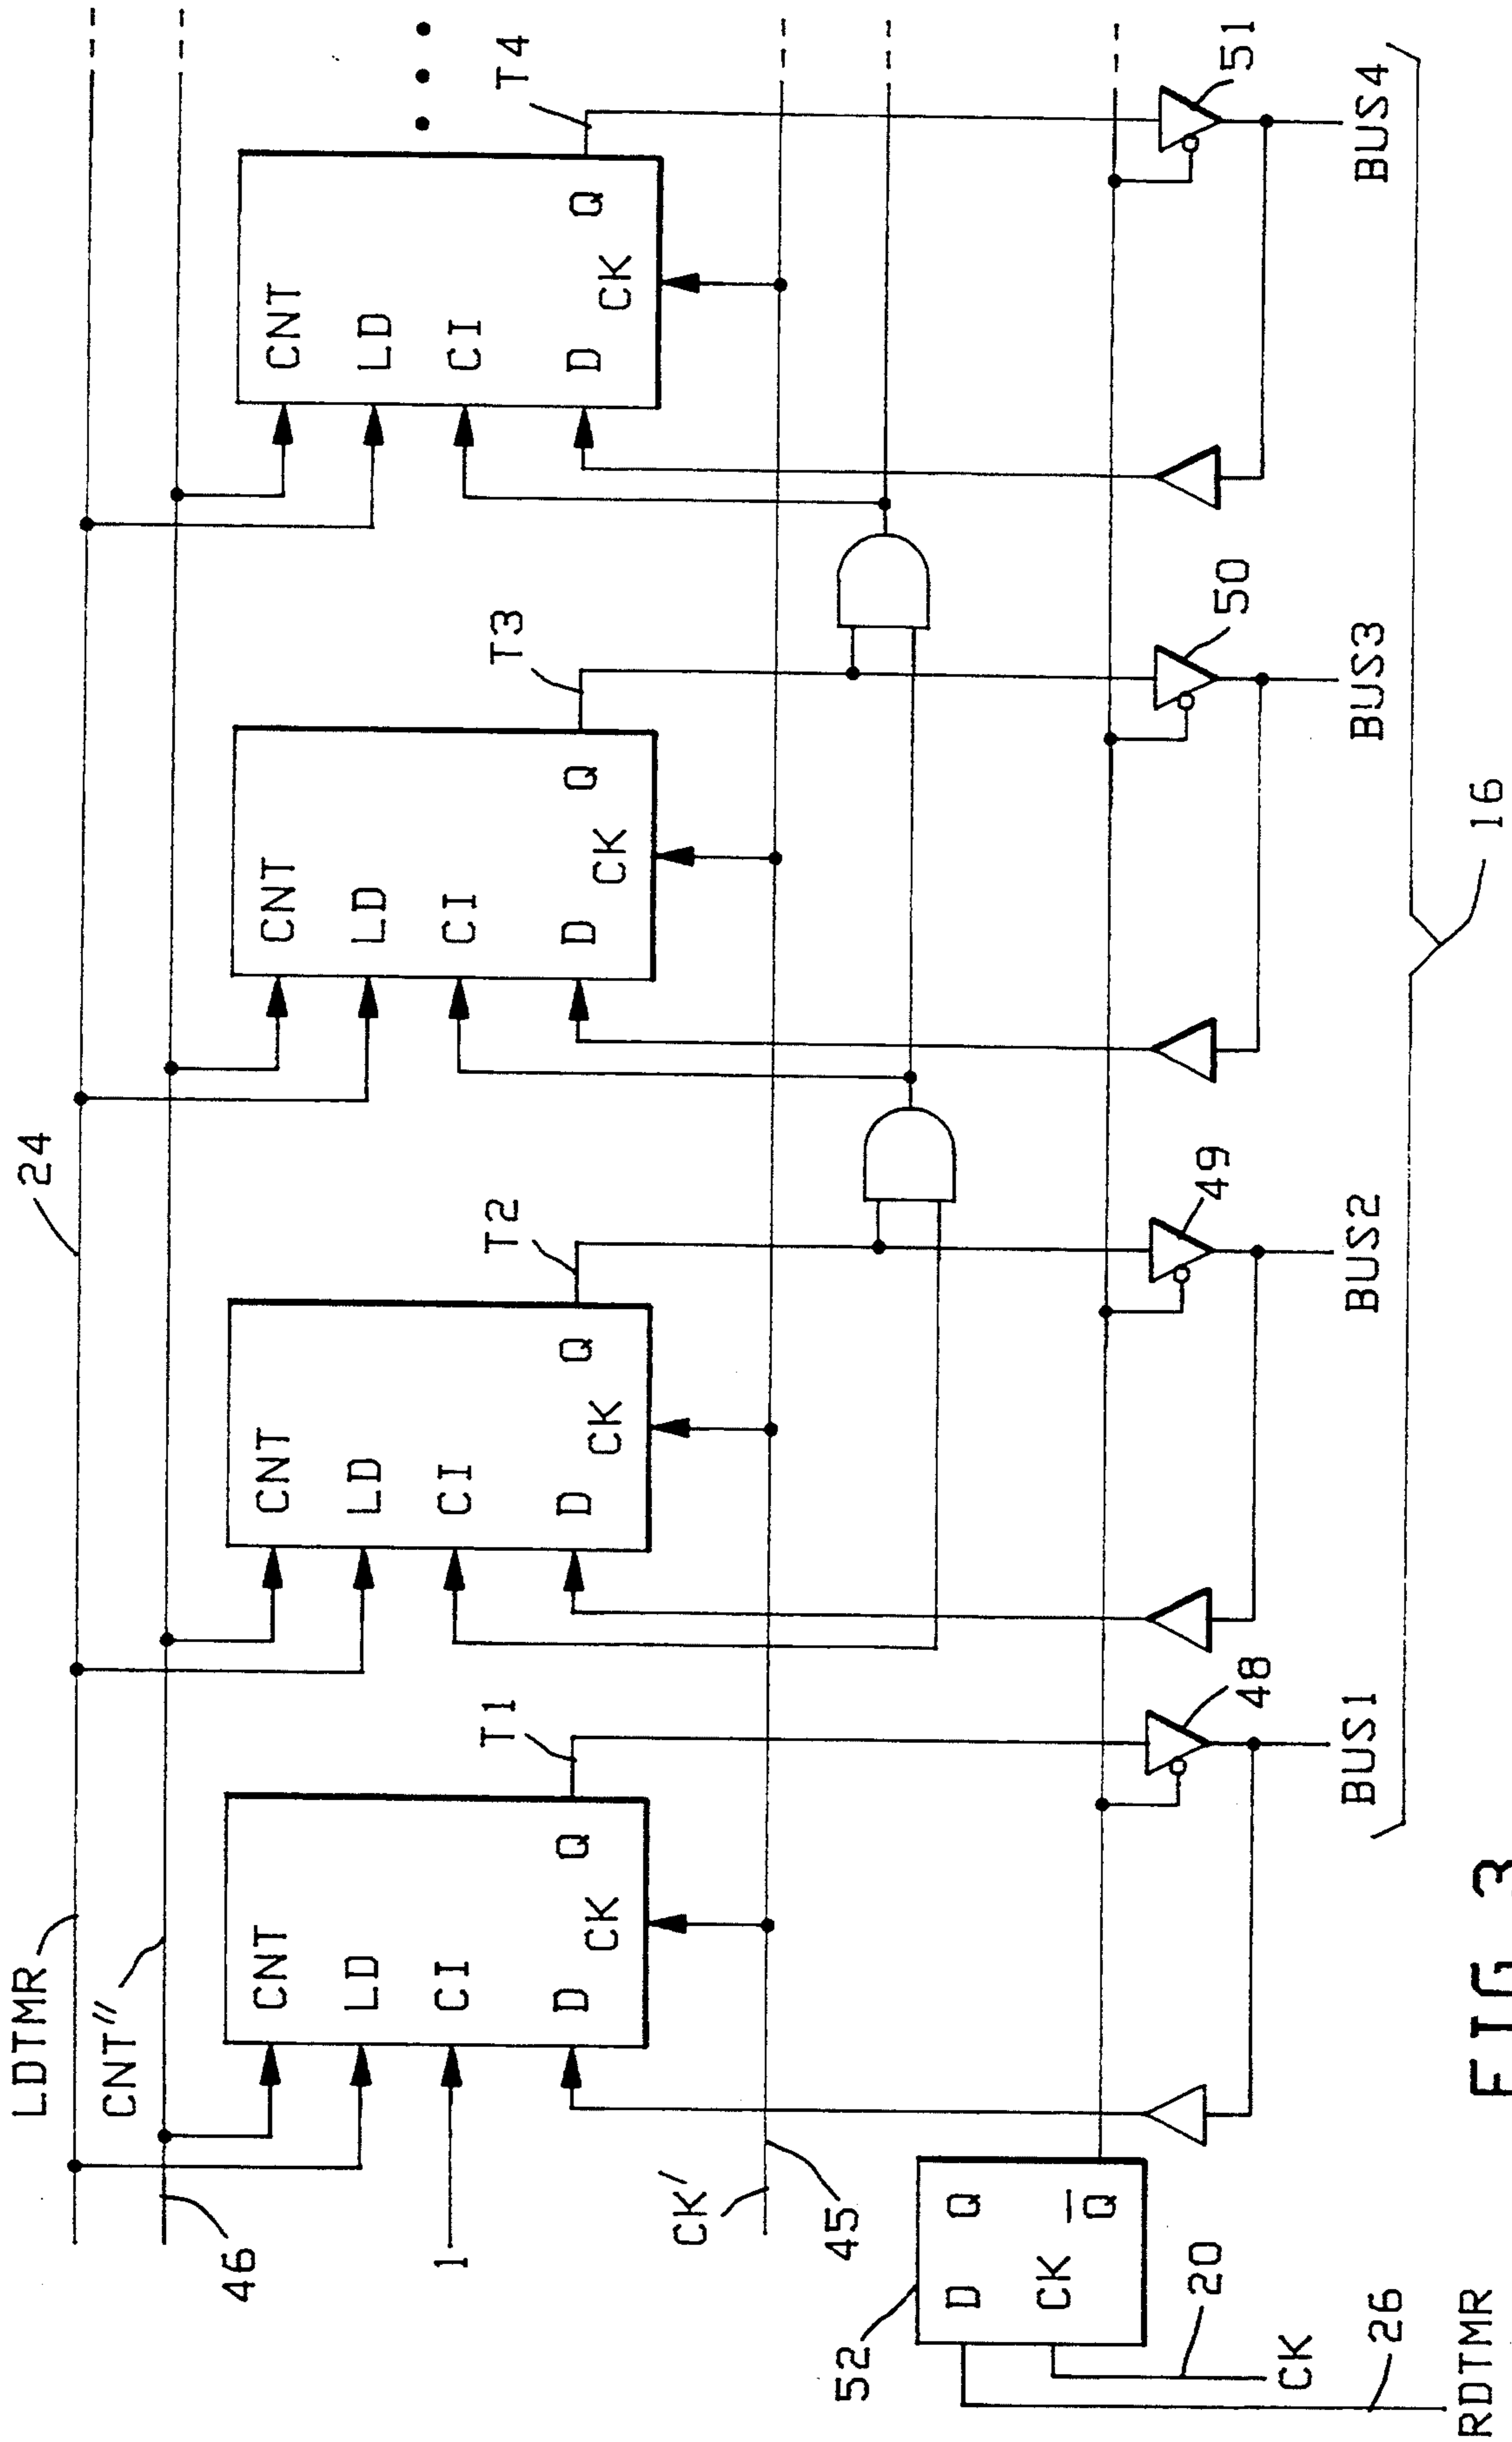 LDTMR
24
CNT"
46
1
CNT
LD
CI
D
Q
CK
T1
CNT
LD
CI
D
Q
CK
T2
CNT
LD
CI
D
Q
CK
T3
CNT
LD
CI
D
Q
CK
T4
CK'
45
52
D
Q
CK
Q̅
20
CK
26
RDTMR
48
BUS1
49
BUS2
50
BUS3
51
BUS4
16
FIG 3